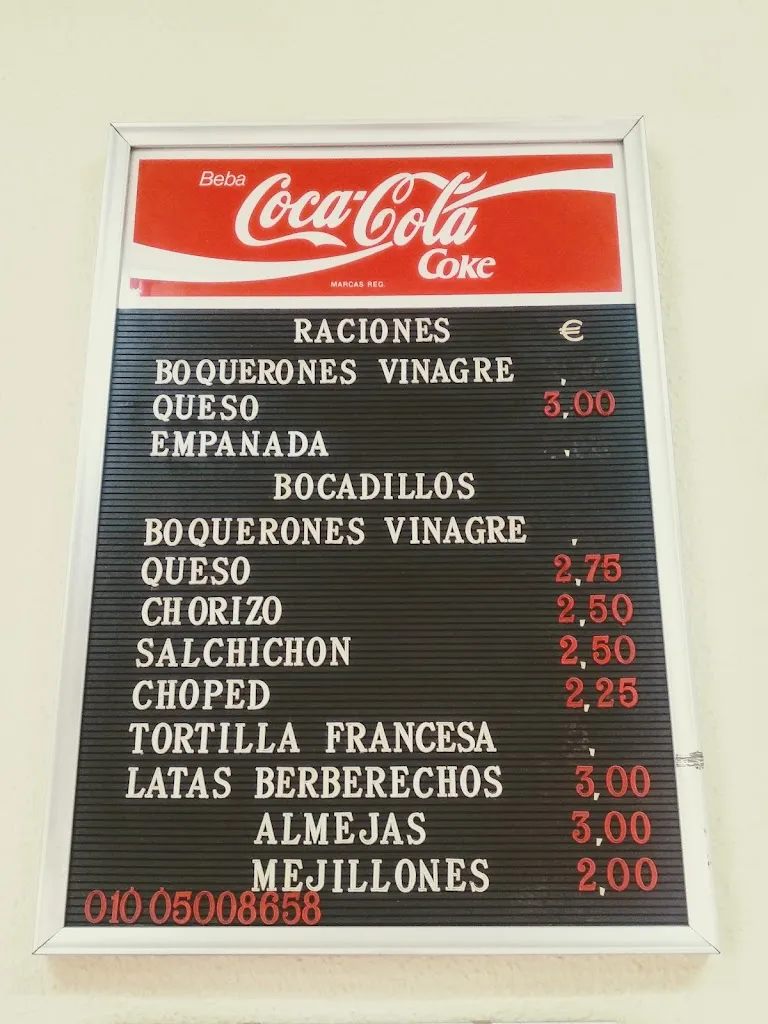 Beba Coca-Cola
Coke
MARCAS REG.
RACIONES €
BOQUERONES VINAGRE ,
QUESO 3,00
EMPANADA ,
BOCADILLOS
BOQUERONES VINAGRE ,
QUESO 2,75
CHORIZO 2,50
SALCHICHON 2,50
CHOPED 2,25
TORTILLA FRANCESA ,
LATAS BERBERECHOS 3,00
ALMEJAS 3,00
MEJILLONES 2,00
010 05008658